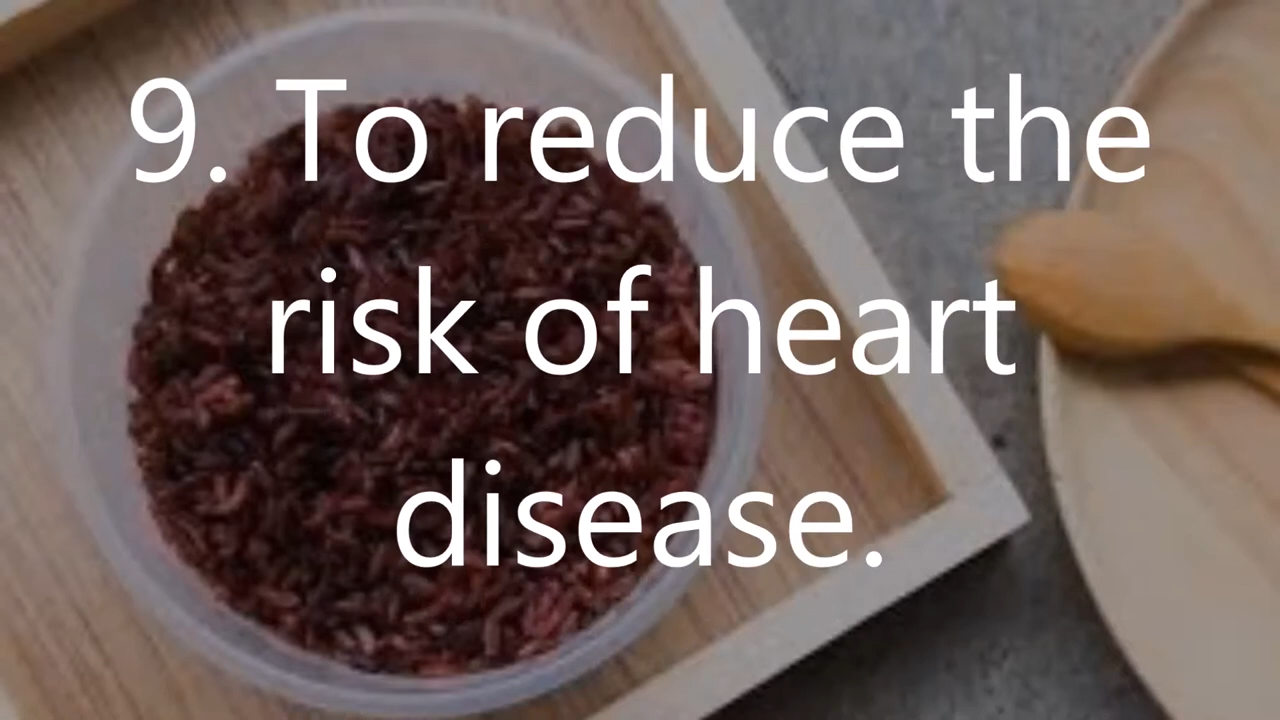 9. To reduce the
risk of heart
disease.